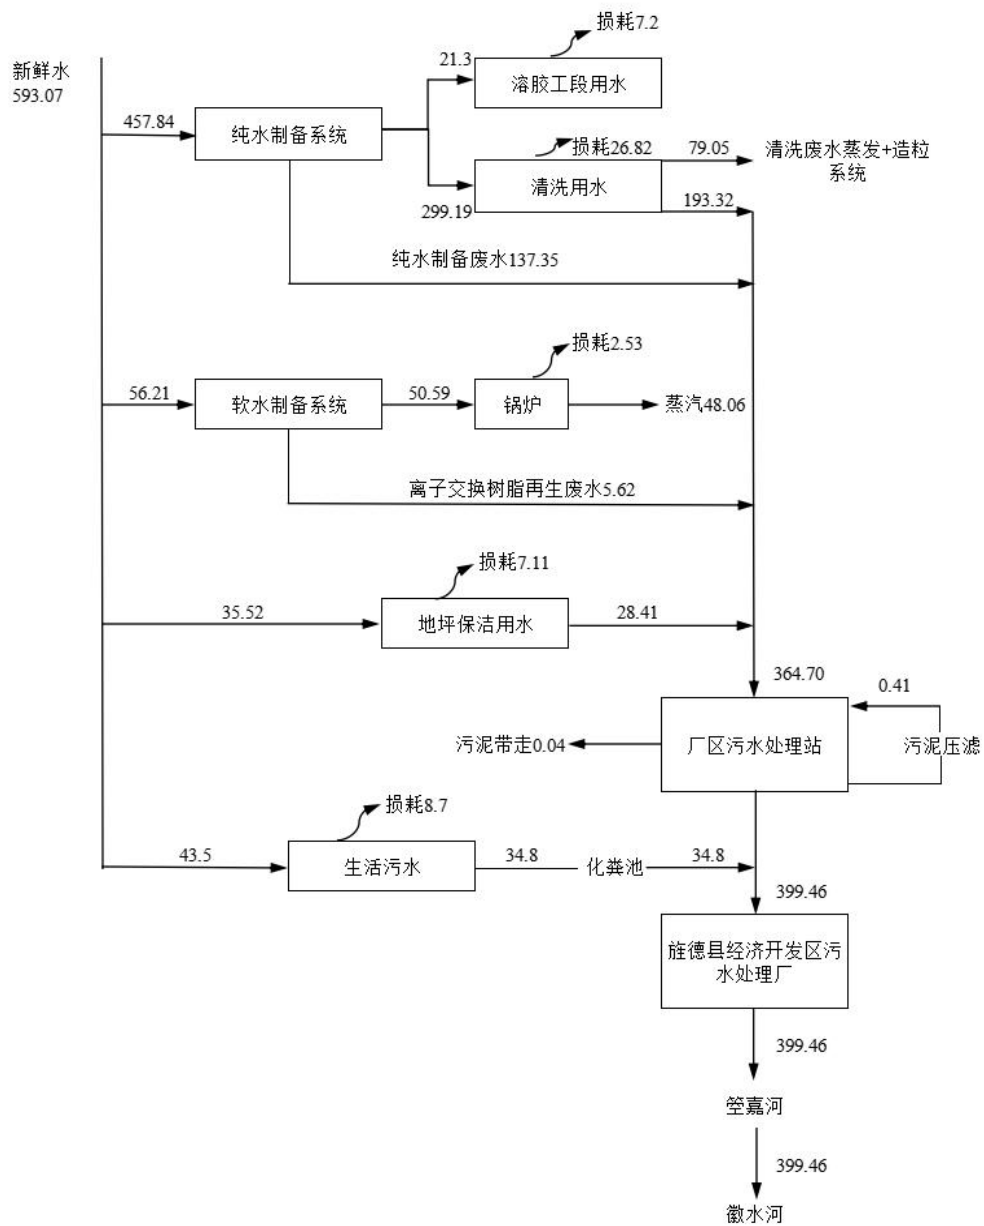 损耗7.2
新鲜水
593.07
21.3
溶胶工段用水
457.84
纯水制备系统
损耗26.82
79.05
清洗废水蒸发+造粒
系统
清洗用水
299.19
193.32
纯水制备废水137.35
损耗2.53
56.21
软水制备系统
50.59
锅炉
蒸汽48.06
离子交换树脂再生废水5.62
损耗7.11
35.52
地坪保洁用水
28.41
364.70
0.41
污泥带走0.04
厂区污水处理站
污泥压滤
损耗8.7
43.5
生活污水
34.8
化粪池
34.8
399.46
旌德县经济开发区污
水处理厂
399.46
箜嘉河
399.46
徽水河